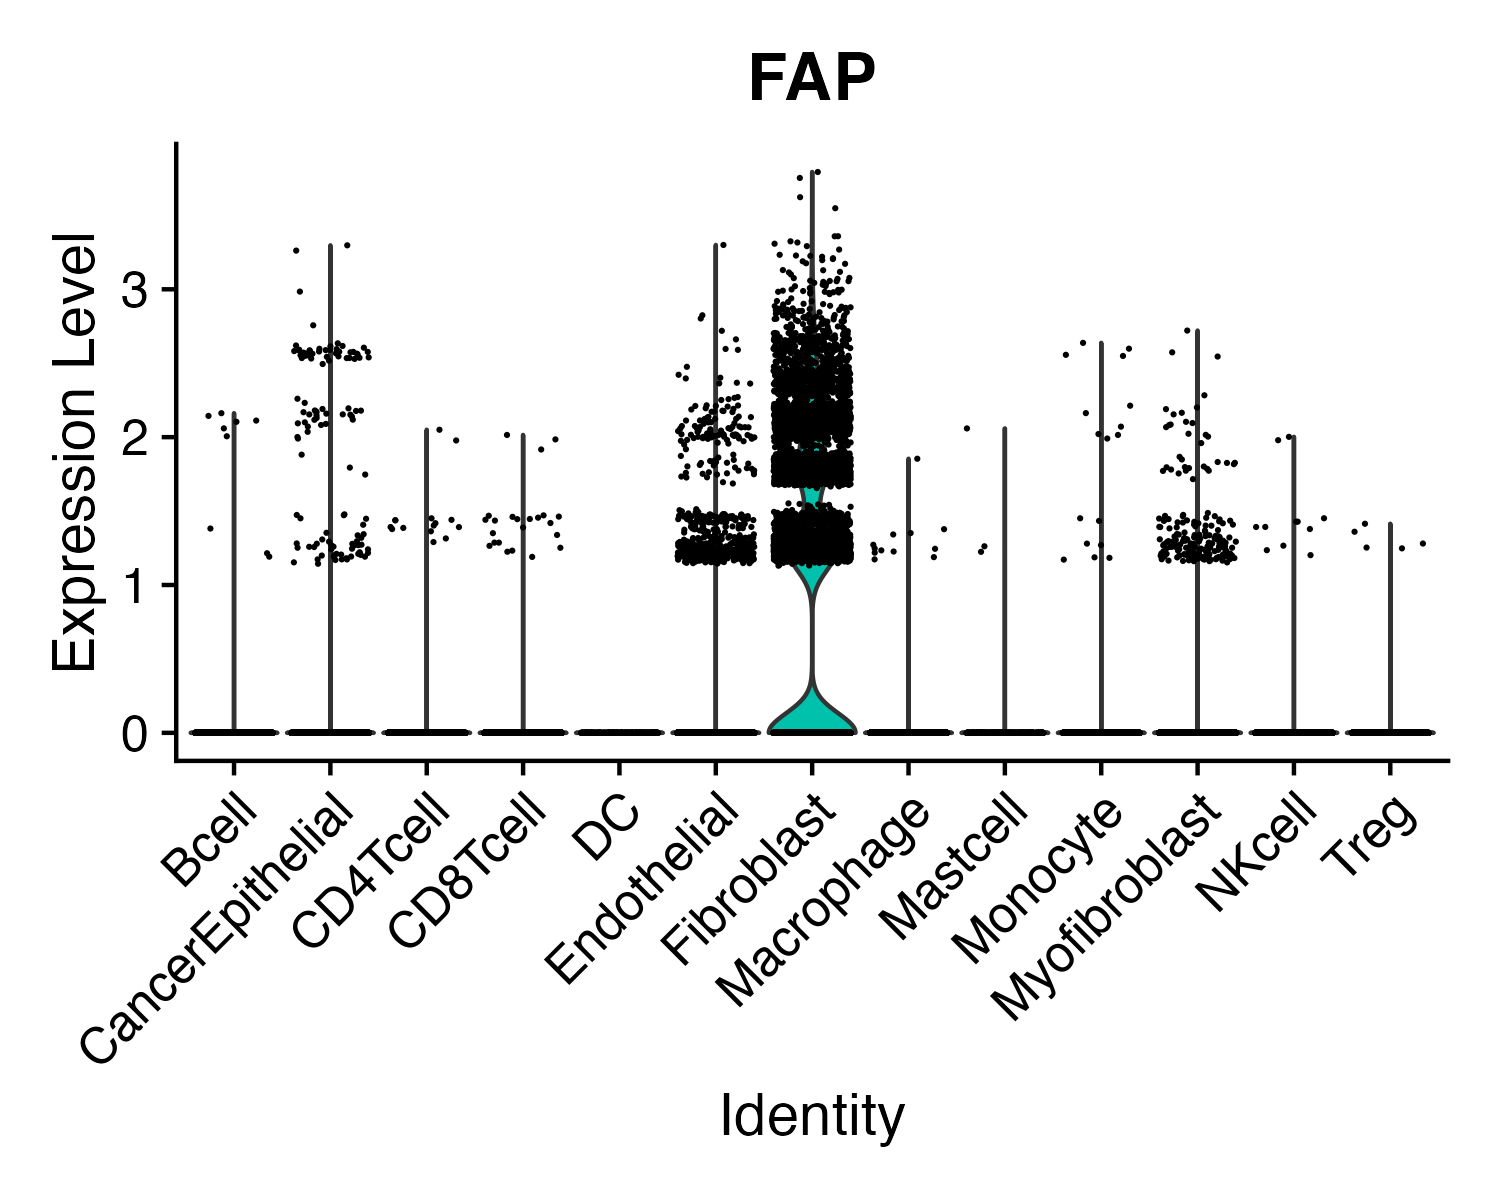 FAP
Expression Level
3
2
1
0
Bcell
CancerEpithelial
CD4Tcell
CD8Tcell
DC
Endothelial
Fibroblast
Macrophage
Mastcell
Monocyte
Myofibroblast
NKcell
Treg
Identity